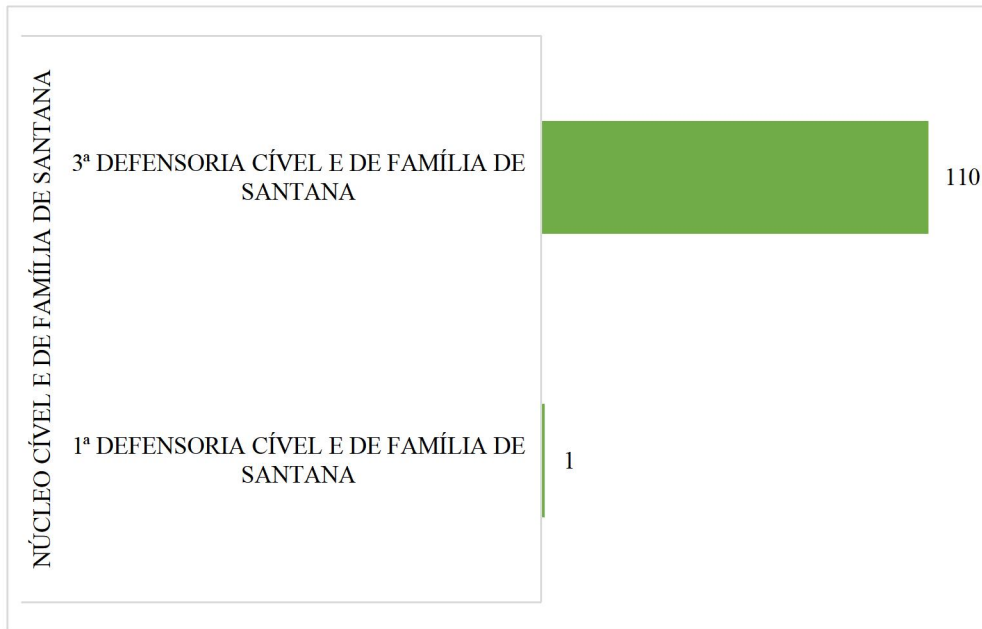 NÚCLEO CÍVEL E DE FAMÍLIA DE SANTANA
3ª DEFENSORIA CÍVEL E DE FAMÍLIA DE
SANTANA
110
1ª DEFENSORIA CÍVEL E DE FAMÍLIA DE
SANTANA
1